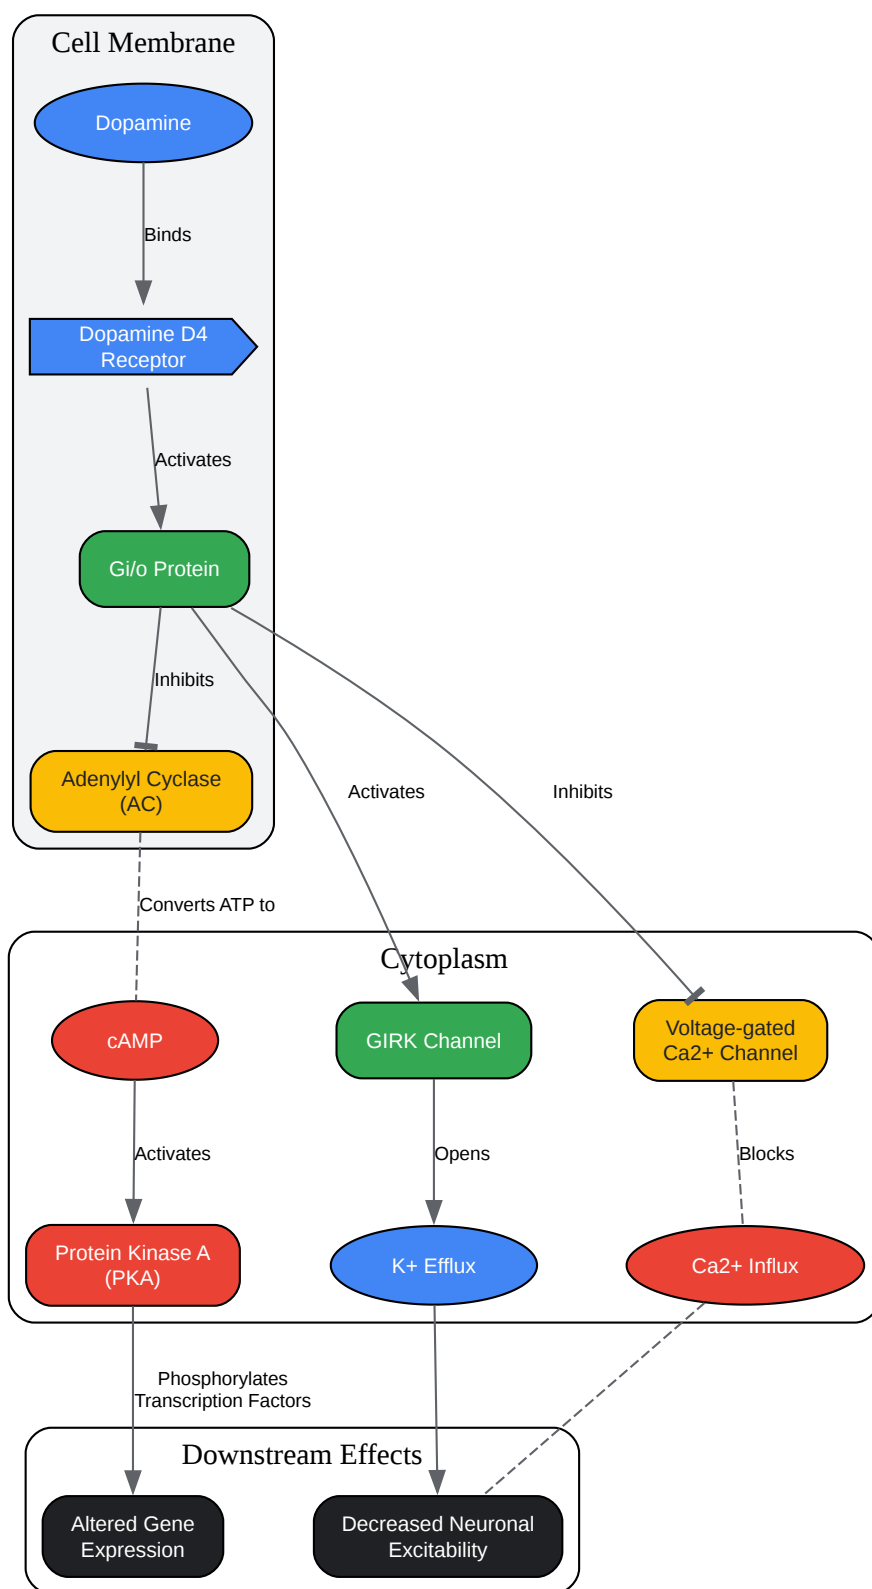 Cell Membrane
Dopamine
Binds
Dopamine D4
Receptor
Activates
Gi/o Protein
Inhibits
Adenylyl Cyclase
(AC)
Activates
Inhibits
Converts ATP to
Cytoplasm
cAMP
GIRK Channel
Voltage-gated
Ca2+ Channel
Activates
Opens
Blocks
Protein Kinase A
(PKA)
K+ Efflux
Ca2+ Influx
Phosphorylates
Transcription Factors
Downstream Effects
Altered Gene
Expression
Decreased Neuronal
Excitability